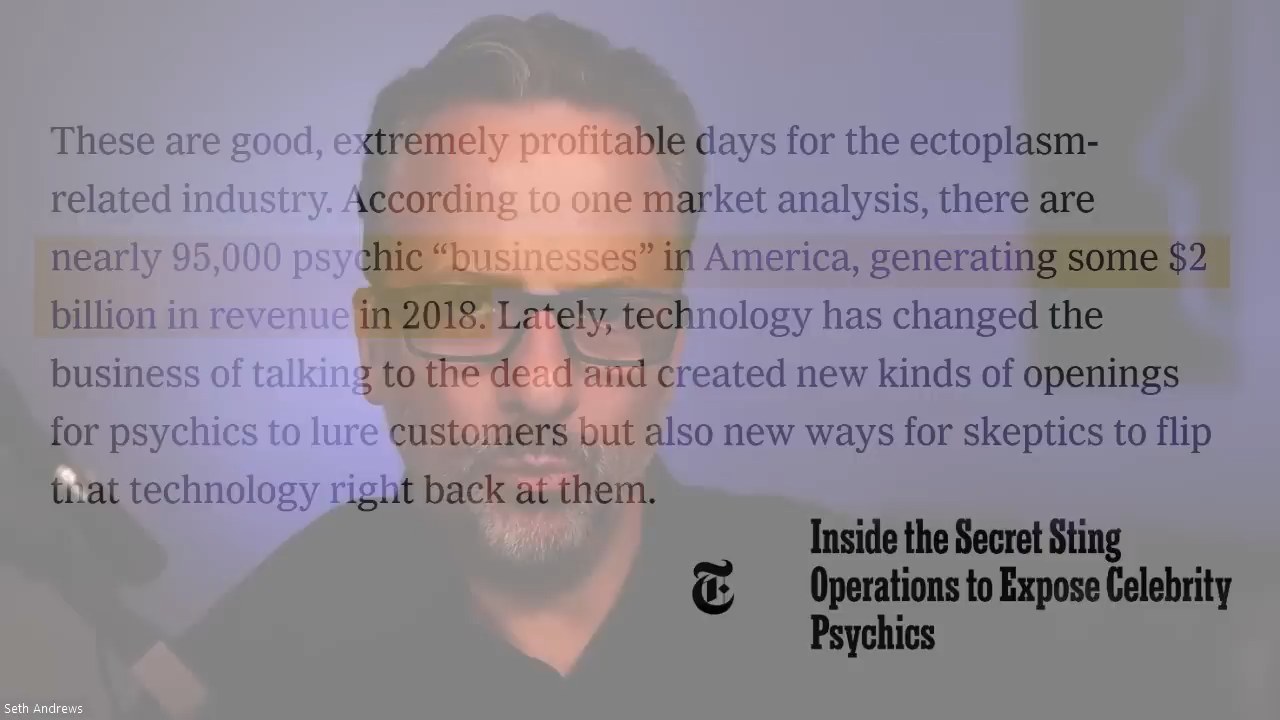 These are good, extremely profitable days for the ectoplasm-
related industry. According to one market analysis, there are
nearly 95,000 psychic “businesses” in America, generating some $2
billion in revenue in 2018. Lately, technology has changed the
business of talking to the dead and created new kinds of openings
for psychics to lure customers but also new ways for skeptics to flip
that technology right back at them.
T
Inside the Secret Sting
Operations to Expose Celebrity
Psychics
Seth Andrews